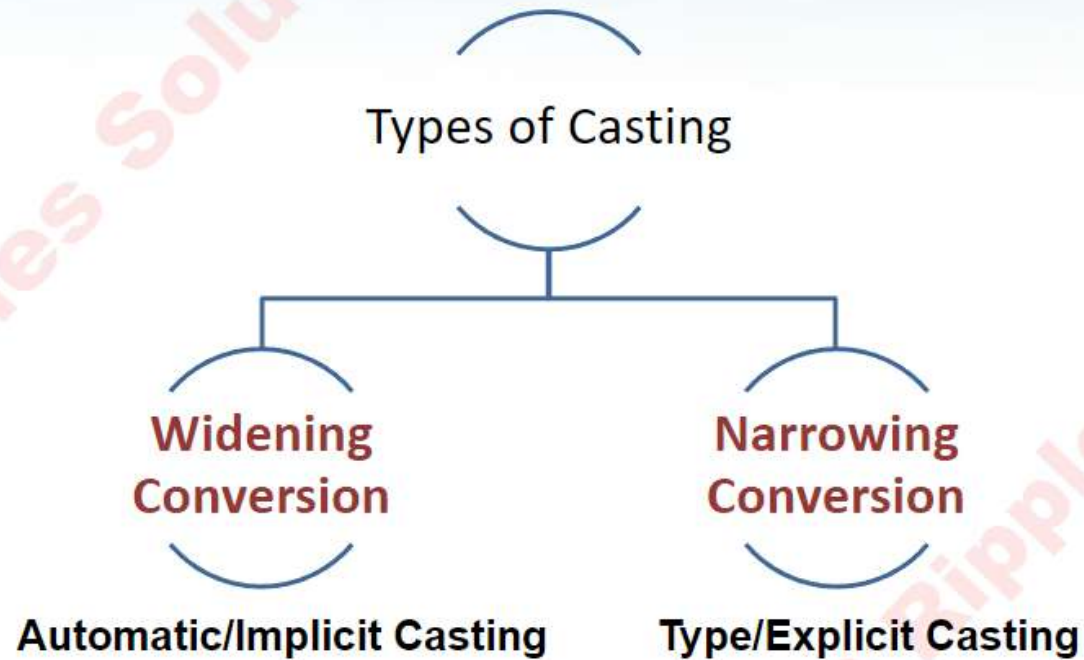 Types of Casting
Widening
Conversion
Narrowing
Conversion
Automatic/Implicit Casting
Type/Explicit Casting